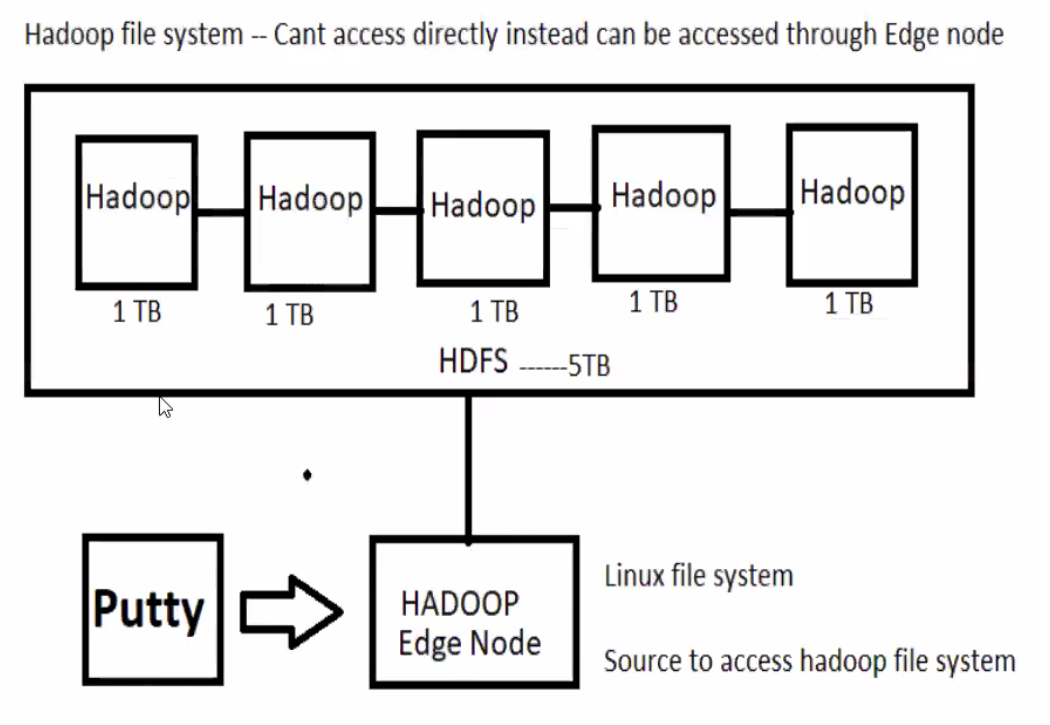 Hadoop file system -- Cant access directly instead can be accessed through Edge node
Hadoop
Hadoop
Hadoop
Hadoop
Hadoop
1 TB
1 TB
1 TB
1 TB
1 TB
HDFS ------5TB
Putty
HADOOP
Edge Node
Linux file system
Source to access hadoop file system